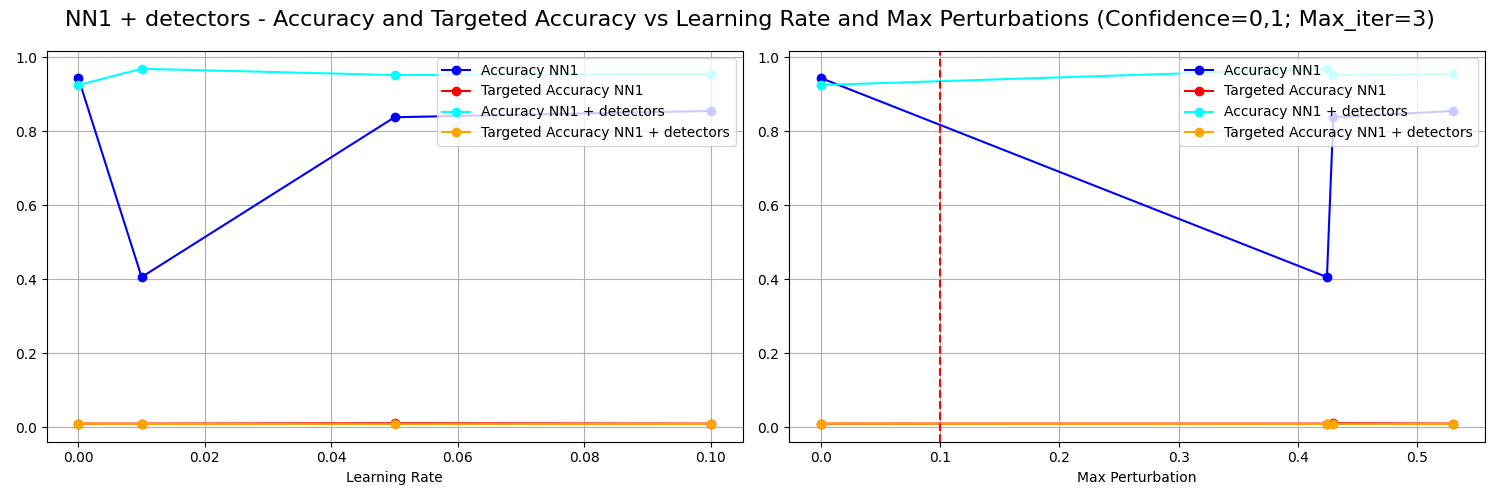 NN1 + detectors - Accuracy and Targeted Accuracy vs Learning Rate and Max Perturbations (Confidence=0,1; Max_iter=3)
1.0
0.8
0.6
0.4
0.2
0.0
0.00
0.02
0.04
0.06
0.08
0.10
Learning Rate
Accuracy NN1
Targeted Accuracy NN1
Accuracy NN1 + detectors
Targeted Accuracy NN1 + detectors
1.0
0.8
0.6
0.4
0.2
0.0
0.0
0.1
0.2
0.3
0.4
0.5
Max Perturbation
Accuracy NN1
Targeted Accuracy NN1
Accuracy NN1 + detectors
Targeted Accuracy NN1 + detectors